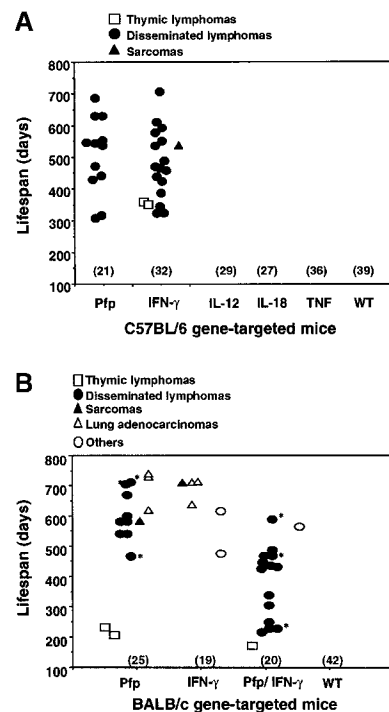 A
Thymic lymphomas
Disseminated lymphomas
Sarcomas
Lifespan (days)
800
700
600
500
400
300
200
100
(21) (32) (29) (27) (36) (39)
Pfp IFN-γ IL-12 IL-18 TNF WT
C57BL/6 gene-targeted mice
B
Thymic lymphomas
Disseminated lymphomas
Sarcomas
Lung adenocarcinomas
Others
Lifespan (days)
800
700
600
500
400
300
200
100
* *
*
*
*
*
(25) (19) (20) (42)
Pfp IFN-γ Pfp/ IFN-γ WT
BALB/c gene-targeted mice